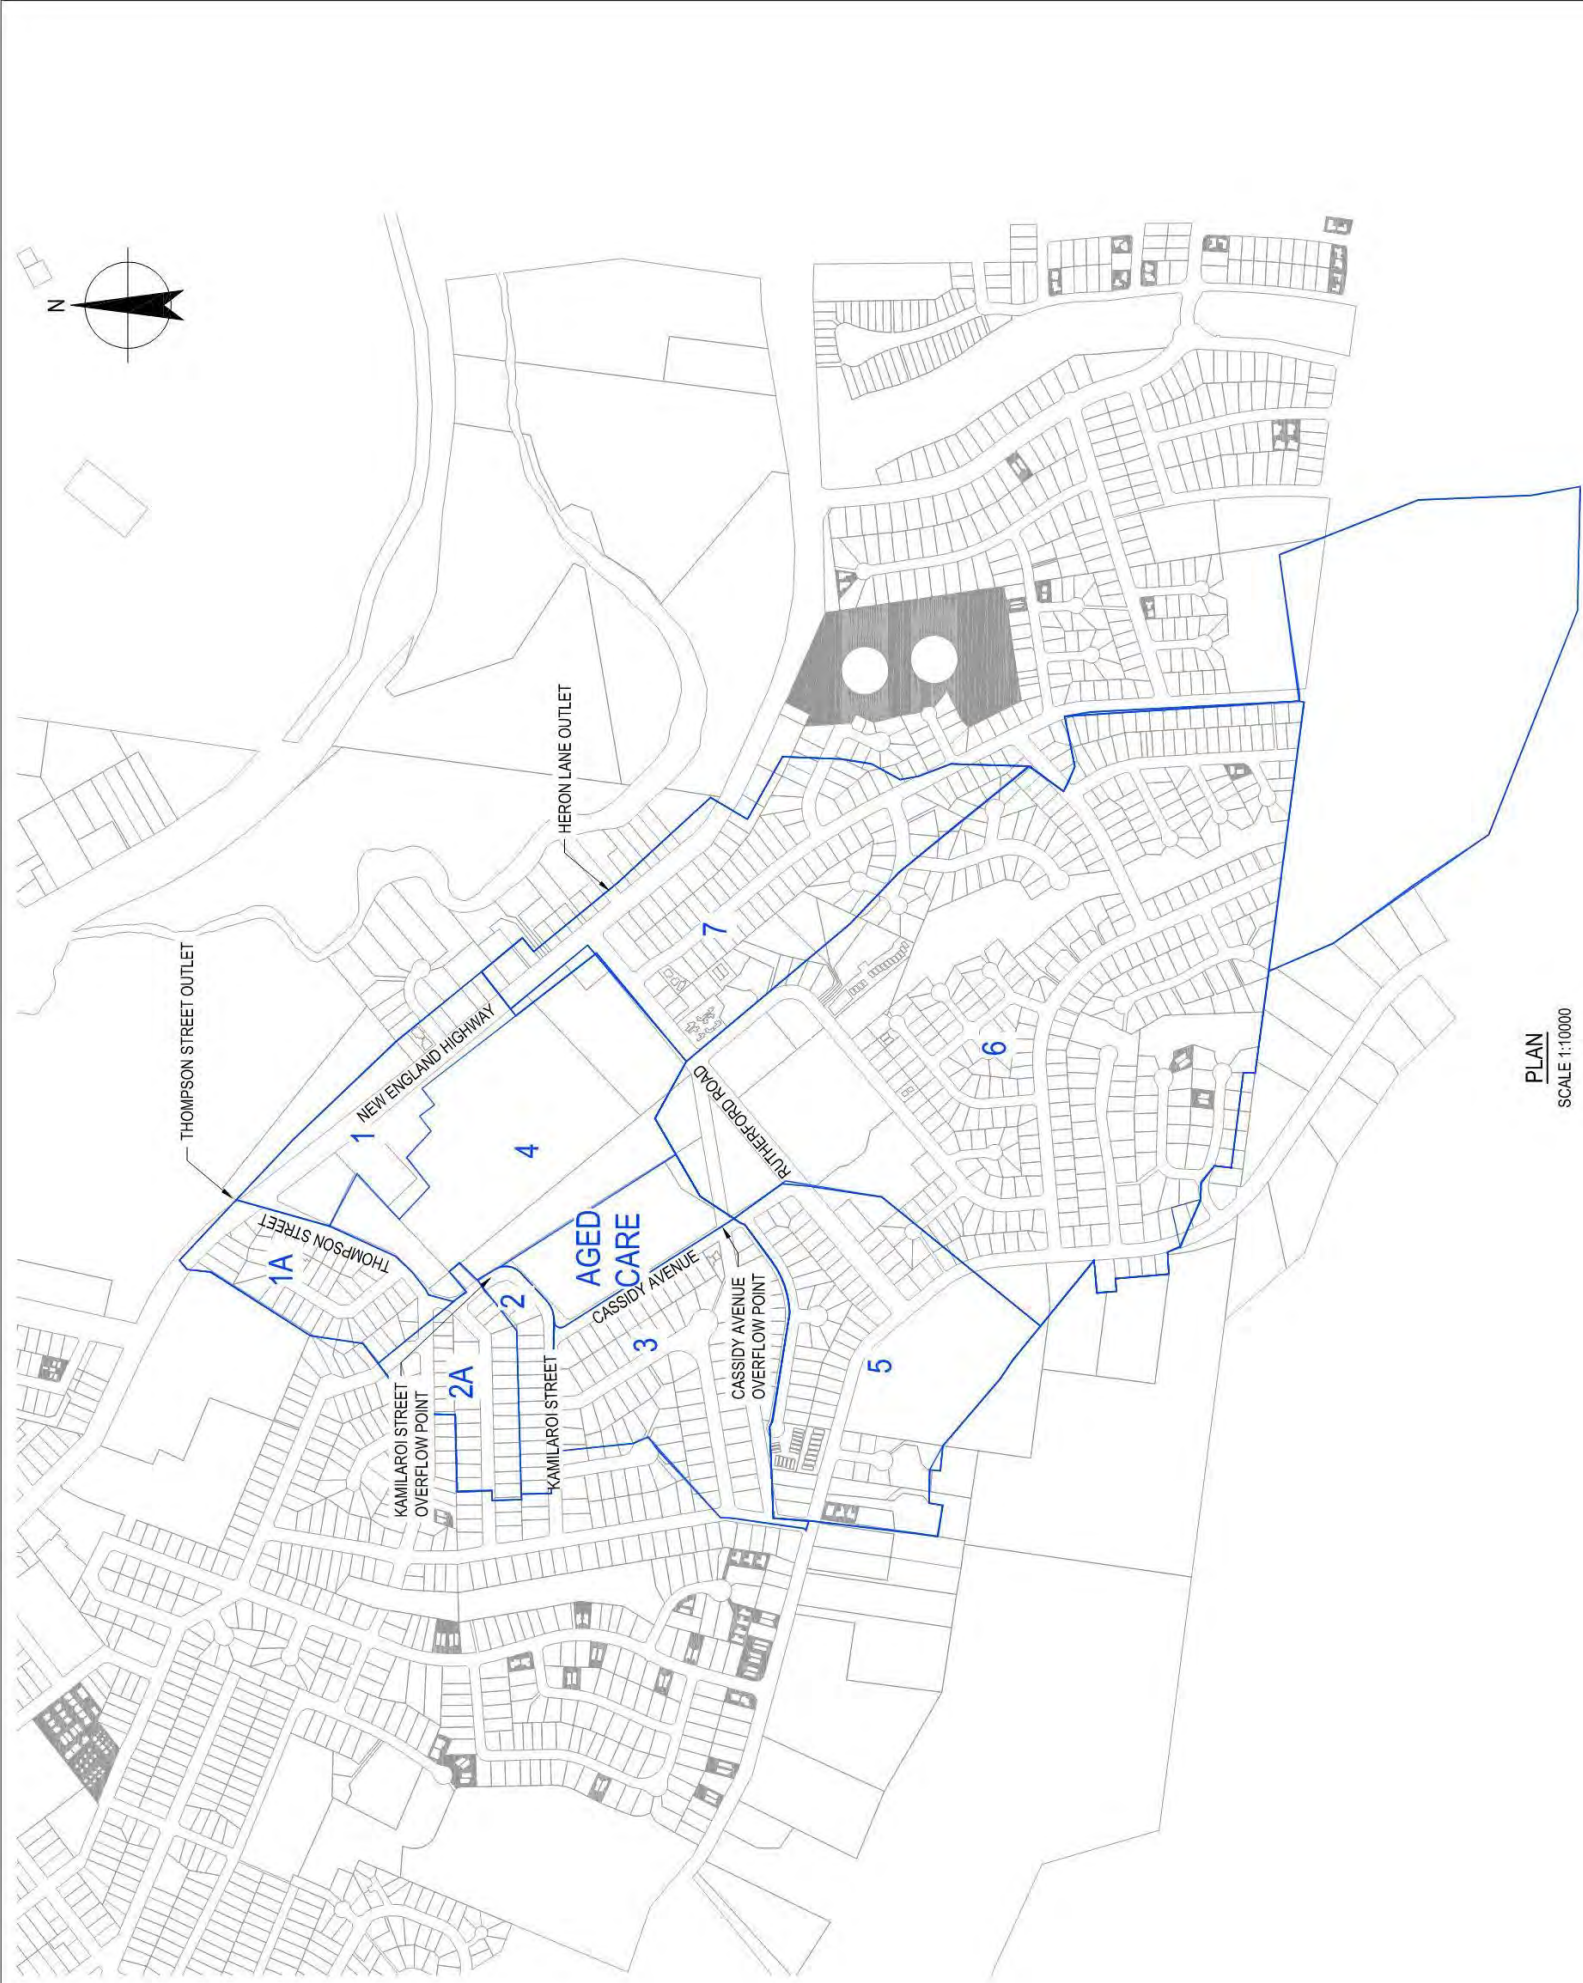 N
THOMPSON STREET OUTLET
HERON LANE OUTLET
1A
THOMPSON STREET
1
NEW ENGLAND HIGHWAY
4
7
RUTHERFORD ROAD
6
2
AGED
CARE
CASSIDY AVENUE
3
2A
KAMILAROI STREET
OVERFLOW POINT
KAMILAROI STREET
CASSIDY AVENUE
OVERFLOW POINT
5
PLAN
SCALE 1:10000